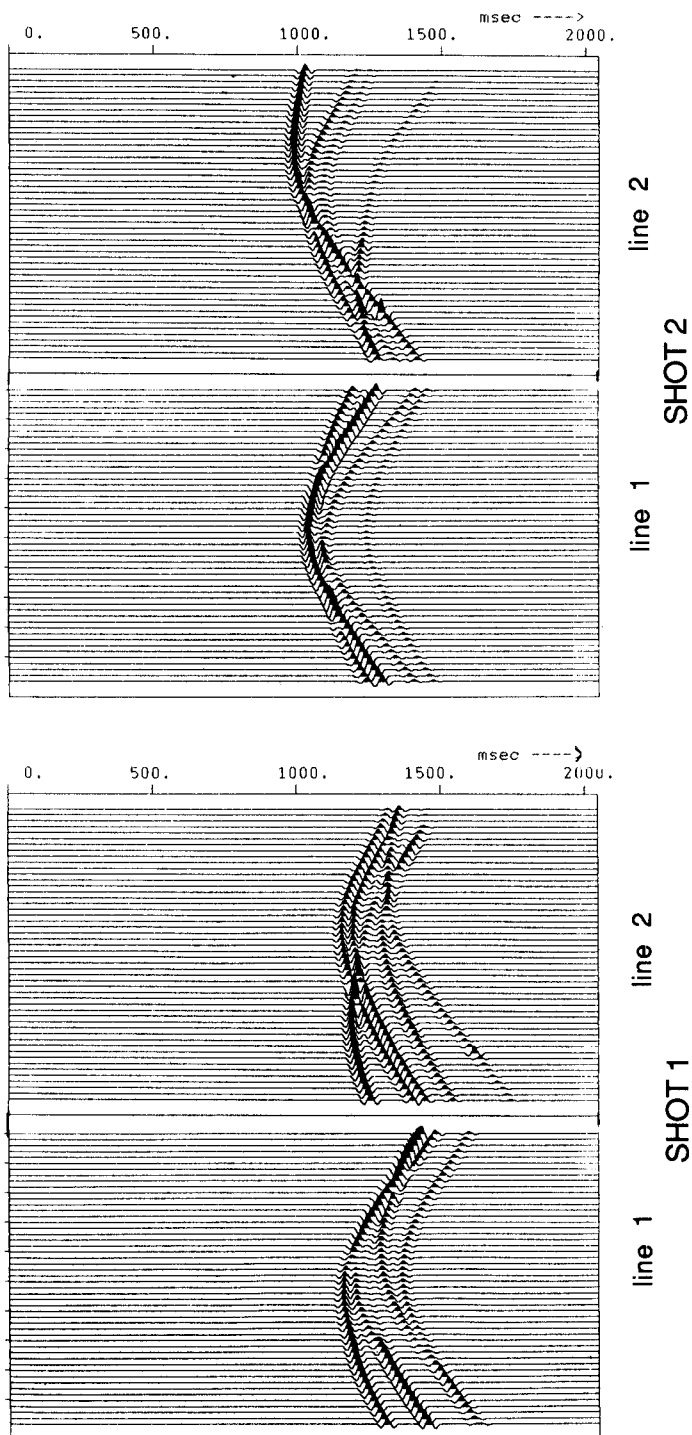 msec ---->
0. 500. 1000. 1500. 2000.
line 2
SHOT 2
line 1
msec ---->
0. 500. 1000. 1500. 2000.
line 2
SHOT 1
line 1